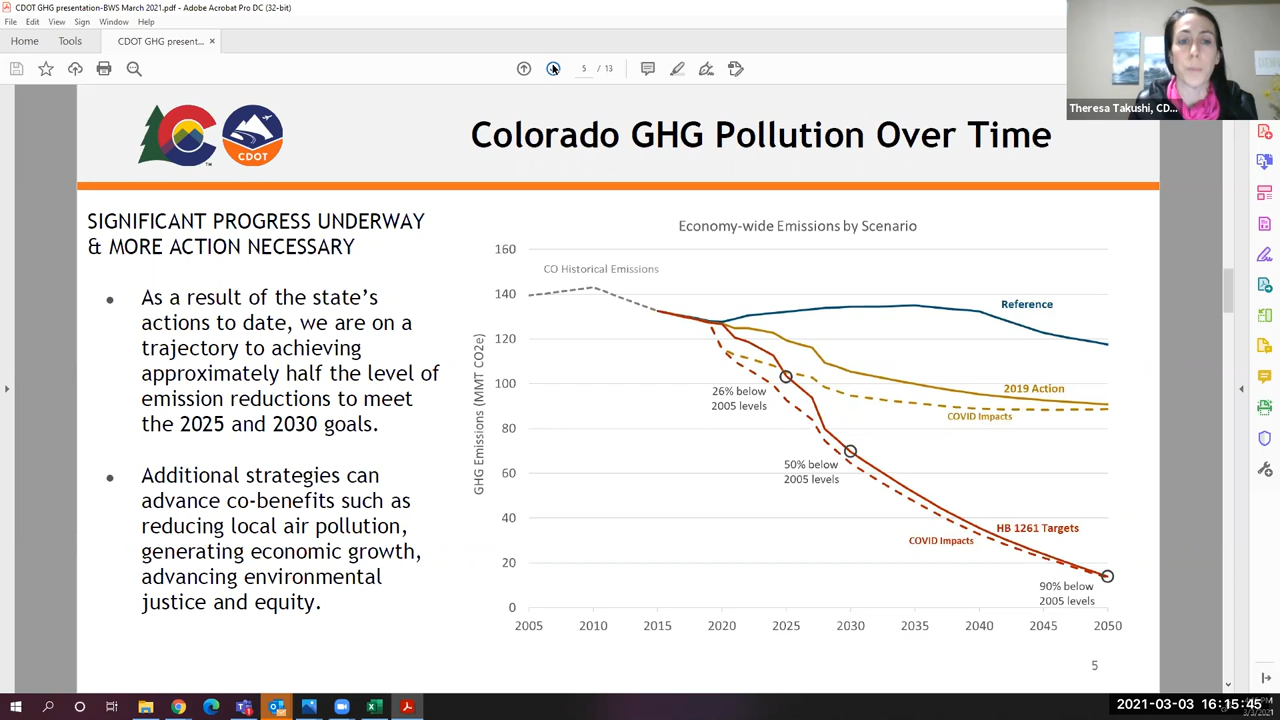 CDOT GHG presentation-BWS March 2021.pdf - Adobe Acrobat Pro DC (32-bit)
File Edit View Sign Window Help
Home Tools CDOT GHG present... ×
5 / 13
Theresa Takushi, CD...
CDOT
Colorado GHG Pollution Over Time
SIGNIFICANT PROGRESS UNDERWAY
& MORE ACTION NECESSARY
• As a result of the state's
actions to date, we are on a
trajectory to achieving
approximately half the level of
emission reductions to meet
the 2025 and 2030 goals.
• Additional strategies can
advance co-benefits such as
reducing local air pollution,
generating economic growth,
advancing environmental
justice and equity.
Economy-wide Emissions by Scenario
GHG Emissions (MMT CO2e)
160
140
120
100
80
60
40
20
0
CO Historical Emissions
Reference
2019 Action
COVID Impacts
26% below
2005 levels
50% below
2005 levels
HB 1261 Targets
COVID Impacts
90% below
2005 levels
2005 2010 2015 2020 2025 2030 2035 2040 2045 2050
5
2021-03-03 16:15:45